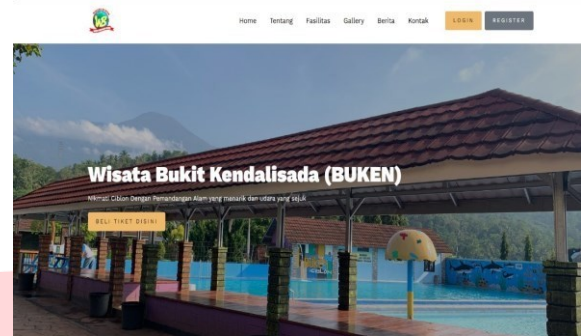 Home Tentang Fasilitas Gallery Berita Kontak LOGIN REGISTER
Wisata Bukit Kendalisada (BUKEN)
Nikmati Ciblon Dengan Pemandangan Alam yang menarik dan udara yang sejuk
BELI TIKET DISINI